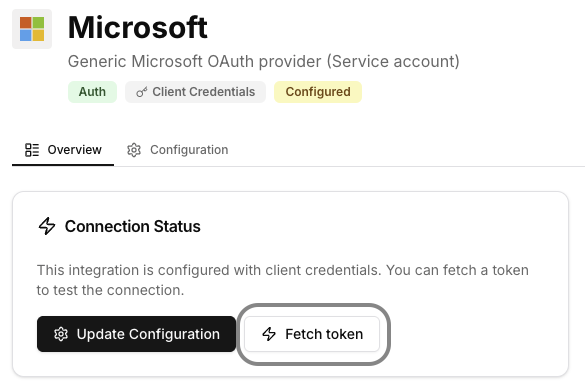 Microsoft
Generic Microsoft OAuth provider (Service account)
Auth Client Credentials Configured
Overview Configuration
Connection Status
This integration is configured with client credentials. You can fetch a token
to test the connection.
Update Configuration Fetch token